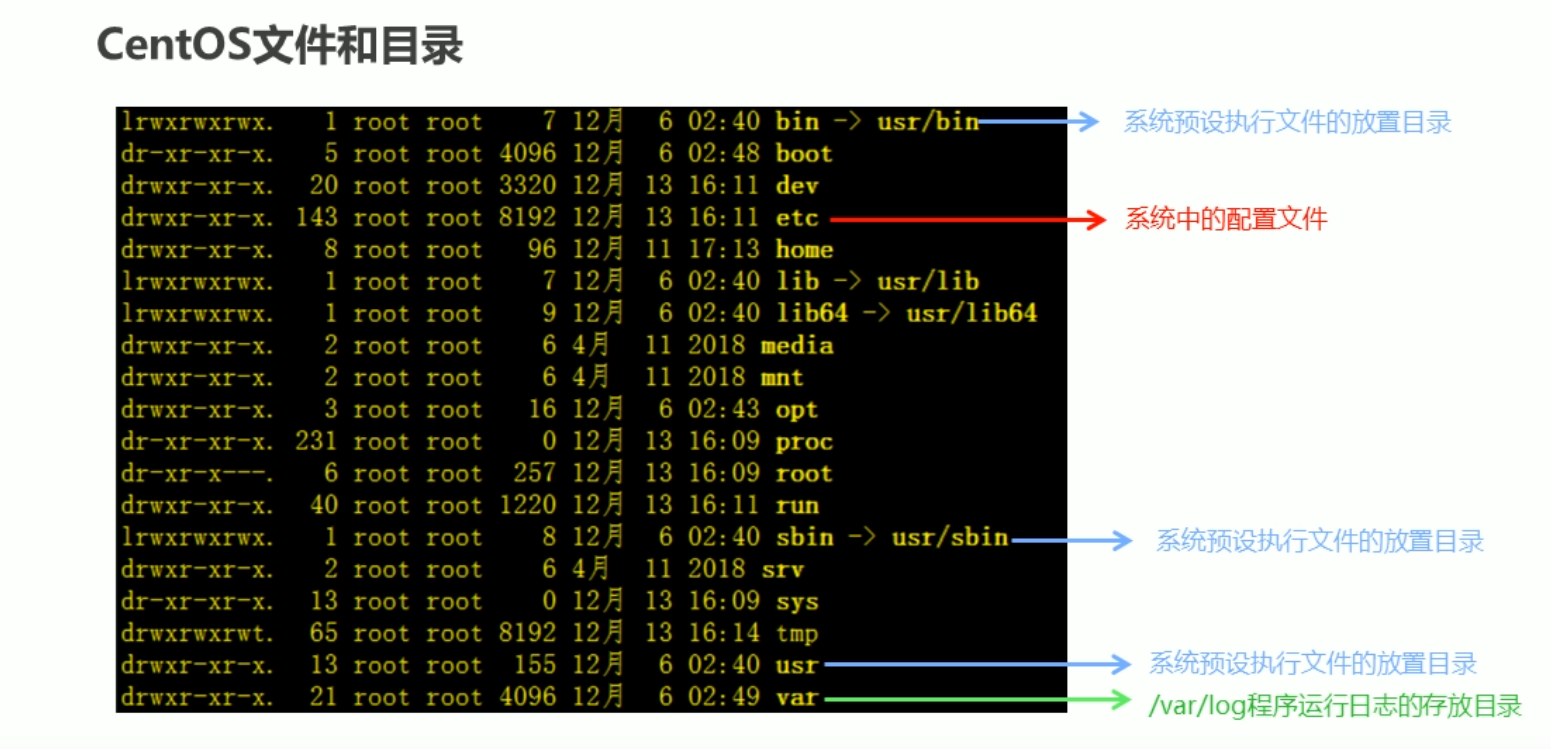 CentOS文件和目录
lrwxrwxrwx. 1 root root 7 12月 6 02:40 bin -> usr/bin 系统预设执行文件的放置目录
dr-xr-xr-x. 5 root root 4096 12月 6 02:48 boot
drwxr-xr-x. 20 root root 3320 12月 13 16:11 dev
drwxr-xr-x. 143 root root 8192 12月 13 16:11 etc 系统中的配置文件
drwxr-xr-x. 8 root root 96 12月 11 17:13 home
lrwxrwxrwx. 1 root root 7 12月 6 02:40 lib -> usr/lib
lrwxrwxrwx. 1 root root 9 12月 6 02:40 lib64 -> usr/lib64
drwxr-xr-x. 2 root root 6 4月 11 2018 media
drwxr-xr-x. 2 root root 6 4月 11 2018 mnt
drwxr-xr-x. 3 root root 16 12月 6 02:43 opt
dr-xr-xr-x. 231 root root 0 12月 13 16:09 proc
dr-xr-x---. 6 root root 257 12月 13 16:09 root
drwxr-xr-x. 40 root root 1220 12月 13 16:11 run
lrwxrwxrwx. 1 root root 8 12月 6 02:40 sbin -> usr/sbin 系统预设执行文件的放置目录
drwxr-xr-x. 2 root root 6 4月 11 2018 srv
dr-xr-xr-x. 13 root root 0 12月 13 16:09 sys
drwxrwxrwt. 65 root root 8192 12月 13 16:14 tmp
drwxr-xr-x. 13 root root 155 12月 6 02:40 usr 系统预设执行文件的放置目录
drwxr-xr-x. 21 root root 4096 12月 6 02:49 var /var/log程序运行日志的存放目录